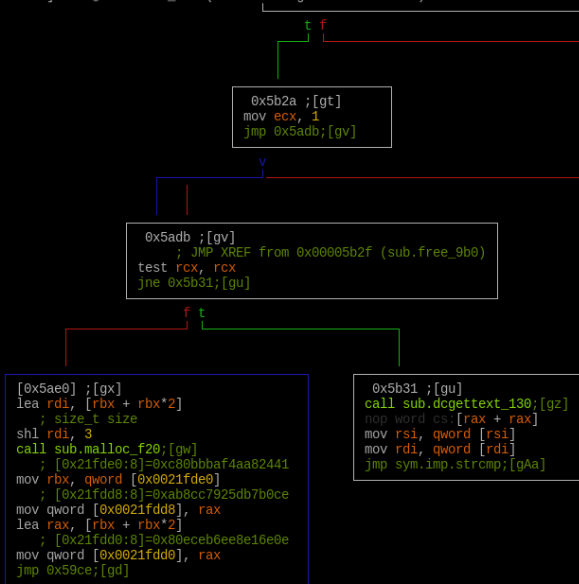 t f
0x5b2a ;[gt]
mov ecx, 1
jmp 0x5adb;[gv]
v
0x5adb ;[gv]
; JMP XREF from 0x00005b2f (sub.free_9b0)
test rcx, rcx
jne 0x5b31;[gu]
f t
[0x5ae0] ;[gx]
lea rdi, [rbx + rbx*2]
; size_t size
shl rdi, 3
call sub.malloc_f20;[gw]
; [0x21fde0:8]=0xc80bbbaf4aa82441
mov rbx, qword [0x0021fde0]
; [0x21fdd8:8]=0xab8cc7925db7b0ce
mov qword [0x0021fdd8], rax
lea rax, [rbx + rbx*2]
; [0x21fdd0:8]=0x80eceb6ee8e16e0e
mov qword [0x0021fdd0], rax
jmp 0x59ce;[gd]
0x5b31 ;[gu]
call sub.dcgettext_130;[gz]
nop word cs:[rax + rax]
mov rsi, qword [rsi]
mov rdi, qword [rdi]
jmp sym.imp.strcmp;[gAa]